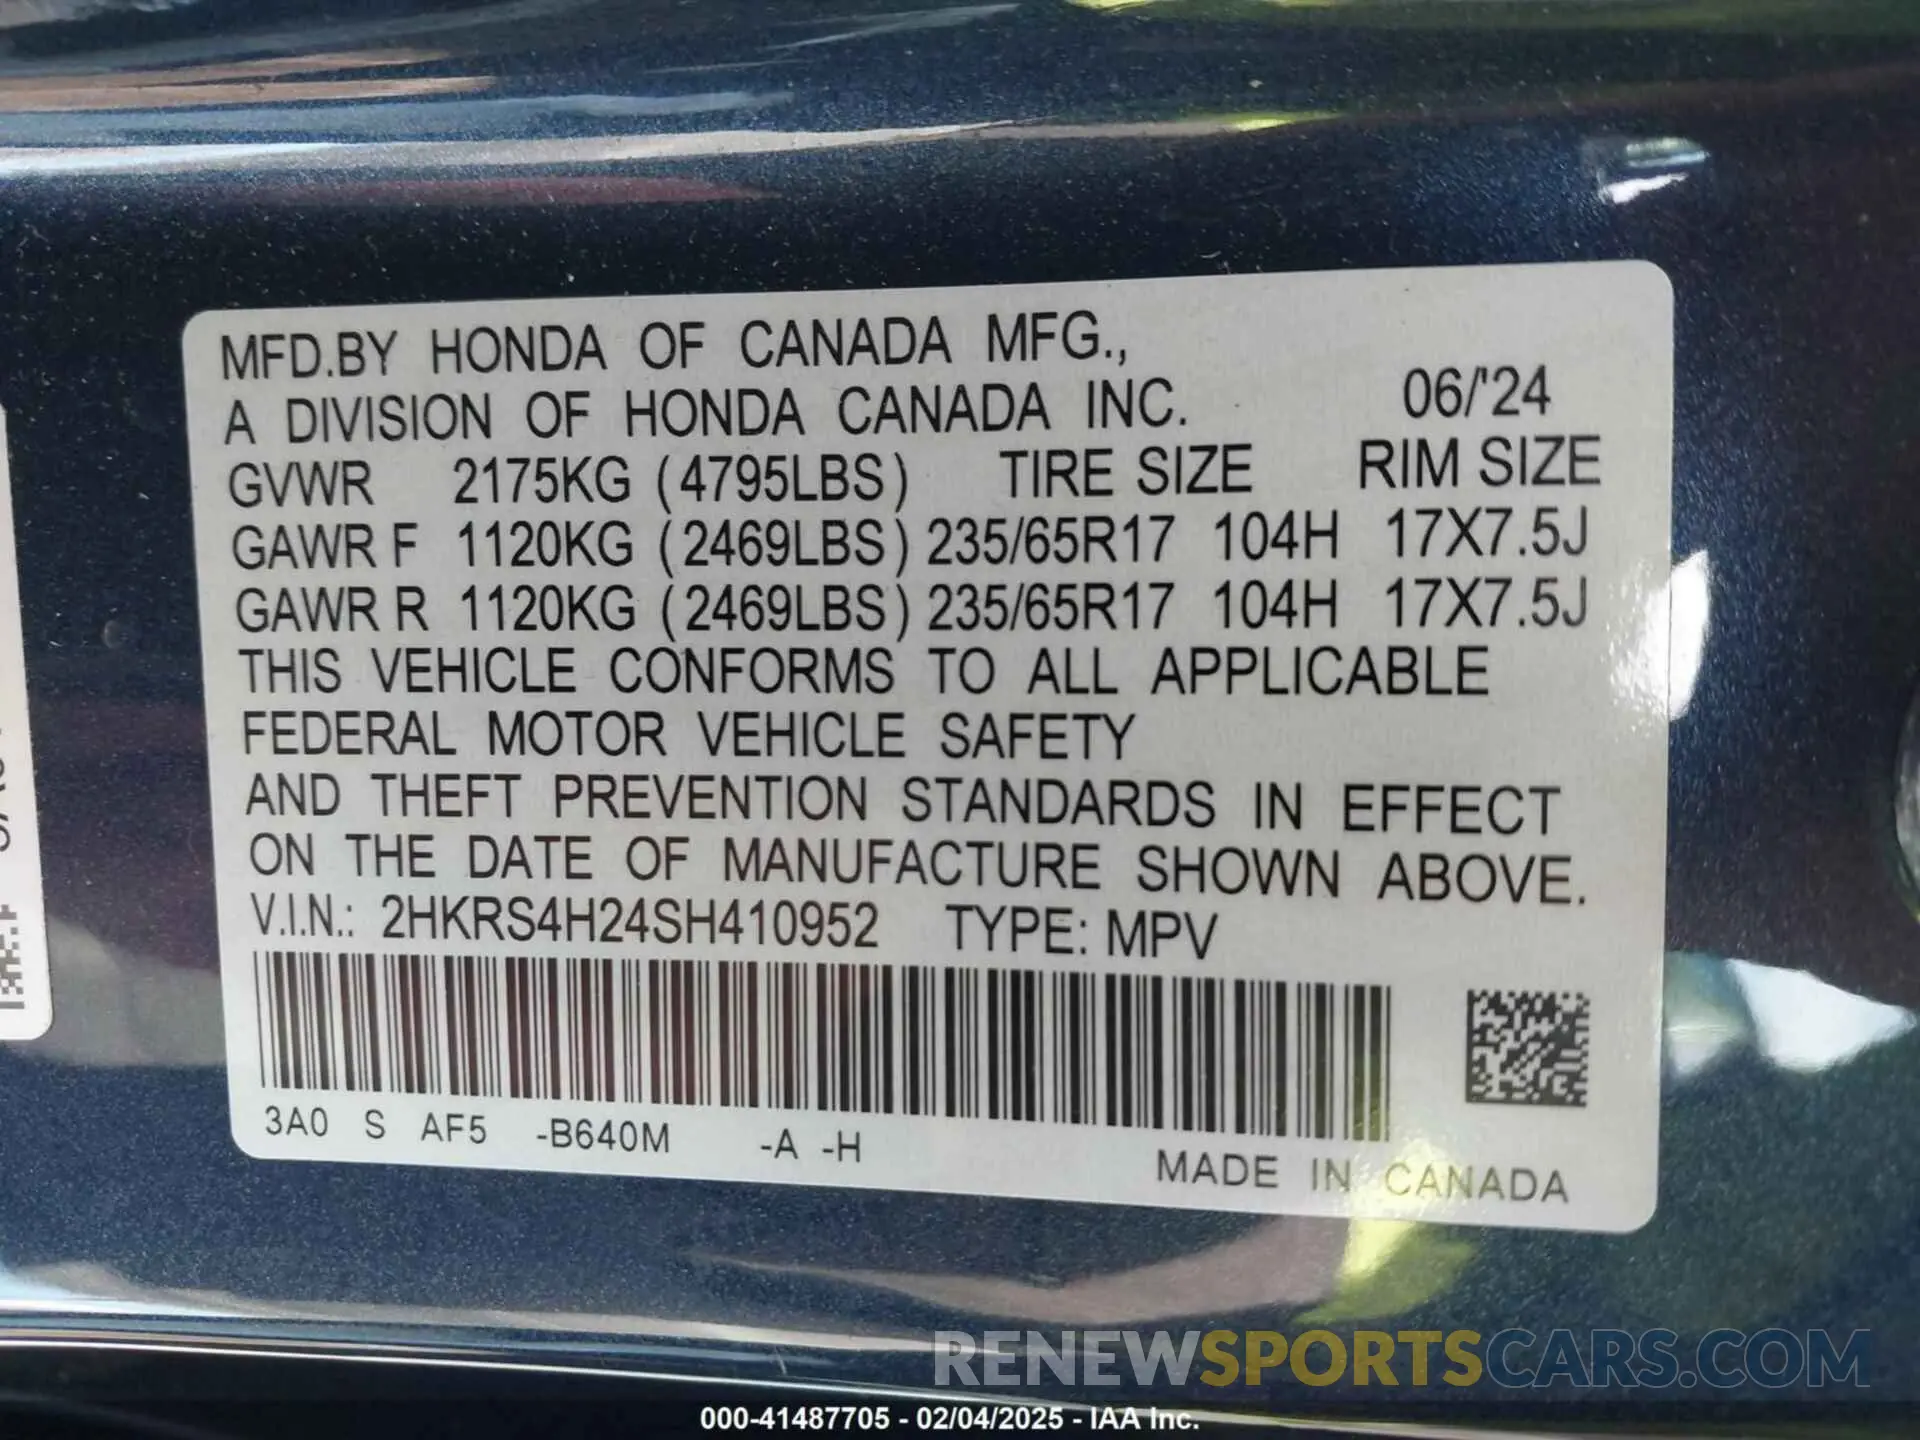 MFD.BY HONDA OF CANADA MFG.,
A DIVISION OF HONDA CANADA INC. 06/'24
GVWR 2175KG (4795LBS) TIRE SIZE RIM SIZE
GAWR F 1120KG (2469LBS) 235/65R17 104H 17X7.5J
GAWR R 1120KG (2469LBS) 235/65R17 104H 17X7.5J
THIS VEHICLE CONFORMS TO ALL APPLICABLE
FEDERAL MOTOR VEHICLE SAFETY
AND THEFT PREVENTION STANDARDS IN EFFECT
ON THE DATE OF MANUFACTURE SHOWN ABOVE.
V.I.N.: 2HKRS4H24SH410952 TYPE: MPV
3A0 S AF5 -B640M -A -H
MADE IN CANADA
RENEWSPORTSCARS.COM
000-41487705 - 02/04/2025 - IAA Inc.